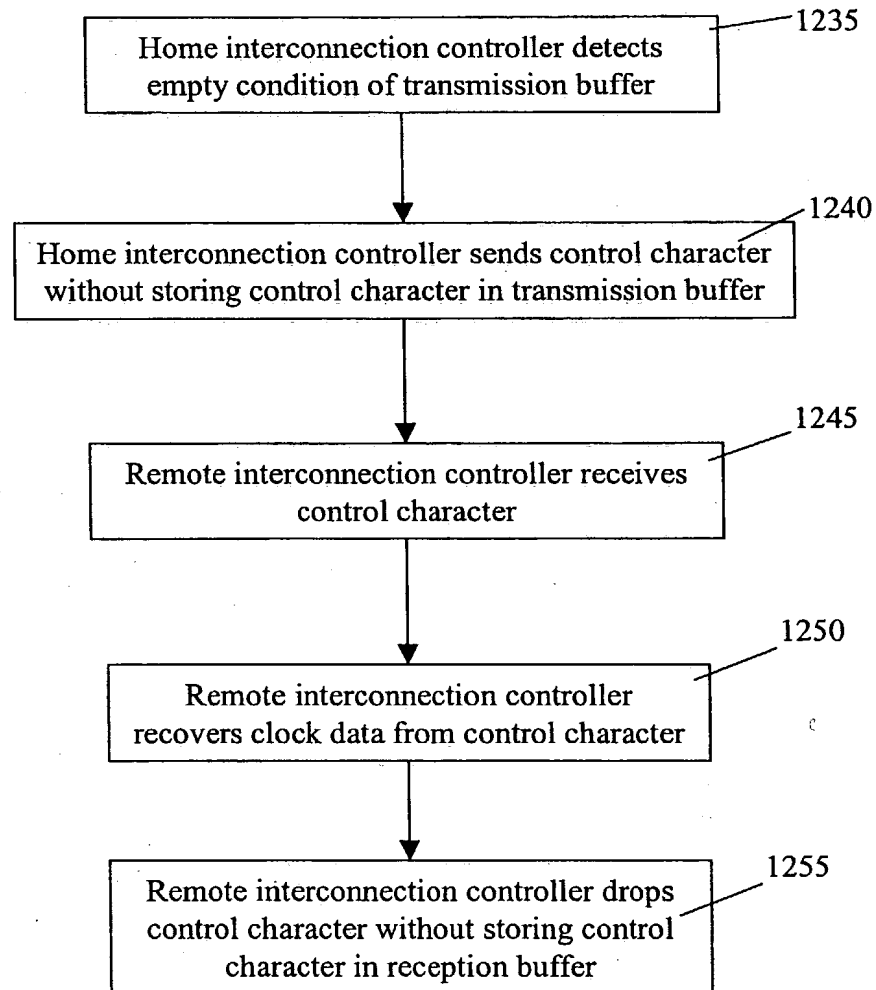 1235
Home interconnection controller detects
empty condition of transmission buffer
1240
Home interconnection controller sends control character
without storing control character in transmission buffer
1245
Remote interconnection controller receives
control character
1250
Remote interconnection controller
recovers clock data from control character
1255
Remote interconnection controller drops
control character without storing control
character in reception buffer